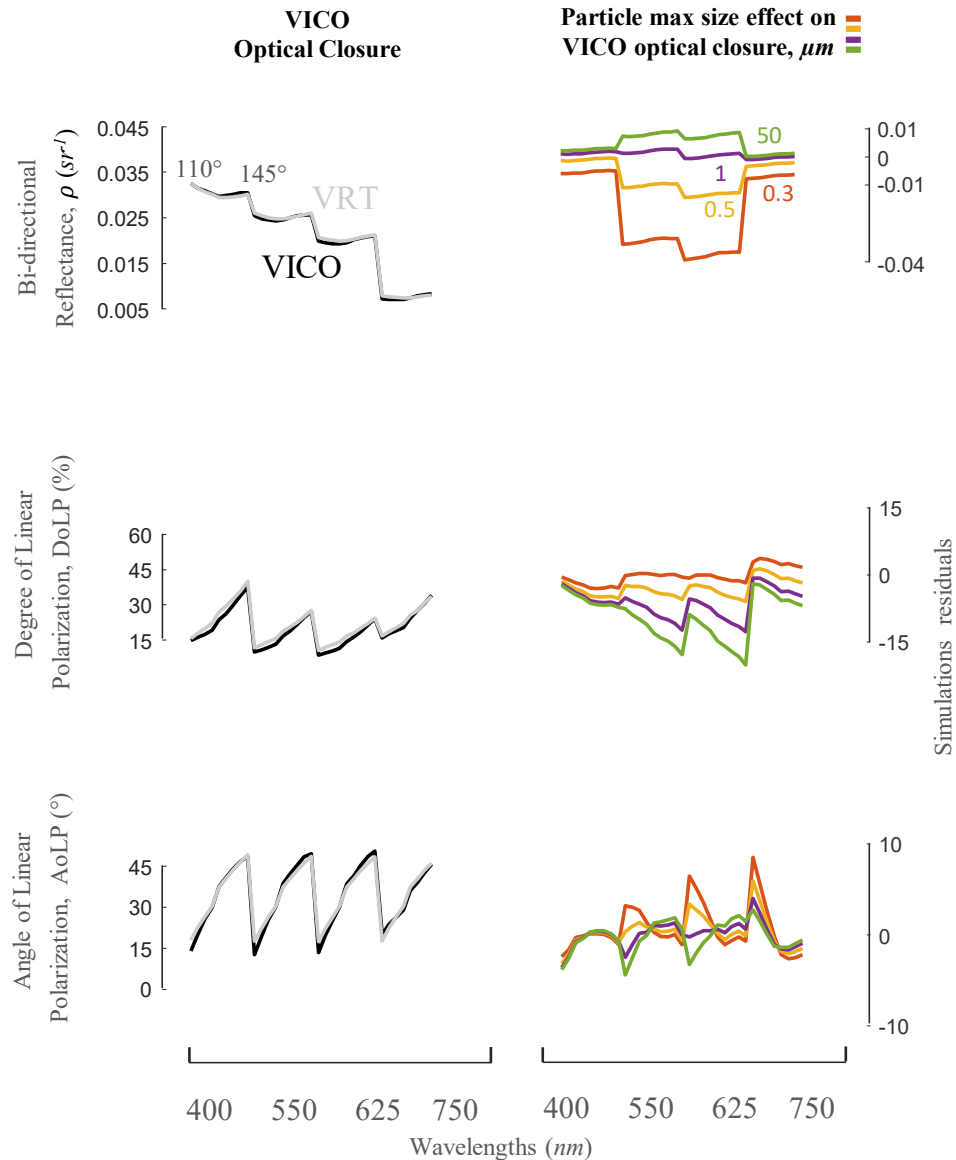 VICO
Optical Closure
Particle max size effect on
VICO optical closure, μm
Bi-directional
Reflectance, ρ (sr⁻¹)
0.045
0.035
0.025
0.015
0.005
110°
145°
VRT
VICO
50
1
0.5
0.3
0.01
0
-0.01
-0.04
Degree of Linear
Polarization, DoLP (%)
60
45
30
15
15
0
-15
Simulations residuals
Angle of Linear
Polarization, AoLP (°)
45
30
15
0
10
0
-10
400 550 625 750
400 550 625 750
Wavelengths (nm)